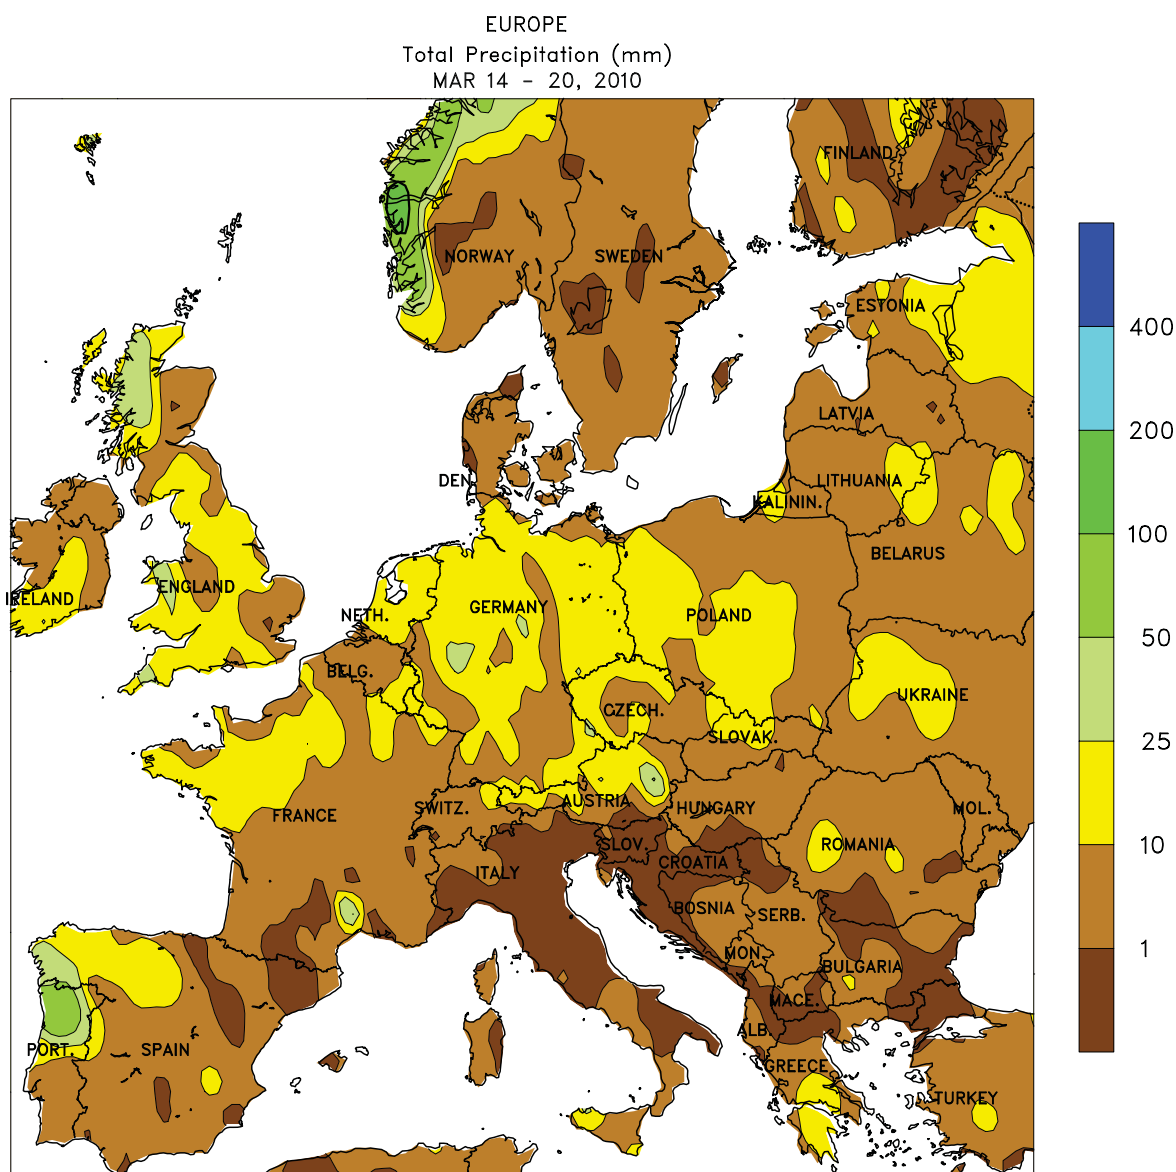 EUROPE
Total Precipitation (mm)
MAR 14 - 20, 2010
FINLAND
NORWAY
SWEDEN
ESTONIA
LATVIA
LITHUANIA
DEN.
KALININ.
BELARUS
ENGLAND
IRELAND
NETH.
GERMANY
POLAND
BELG.
UKRAINE
CZECH.
SLOVAK.
FRANCE
SWITZ.
AUSTRIA
HUNGARY
MOL.
SLOV.
ROMANIA
ITALY
CROATIA
BOSNIA
SERB.
MON.
BULGARIA
MACE.
ALB.
PORT.
SPAIN
GREECE
TURKEY
400
200
100
50
25
10
1